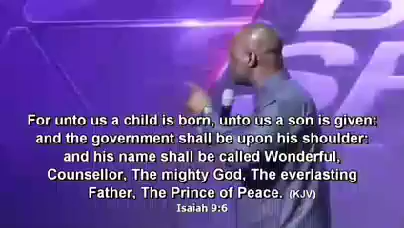 For unto us a child is born, unto us a son is given:
and the government shall be upon his shoulder:
and his name shall be called Wonderful,
Counsellor, The mighty God, The everlasting
Father, The Prince of Peace. (KJV)
Isaiah 9:6